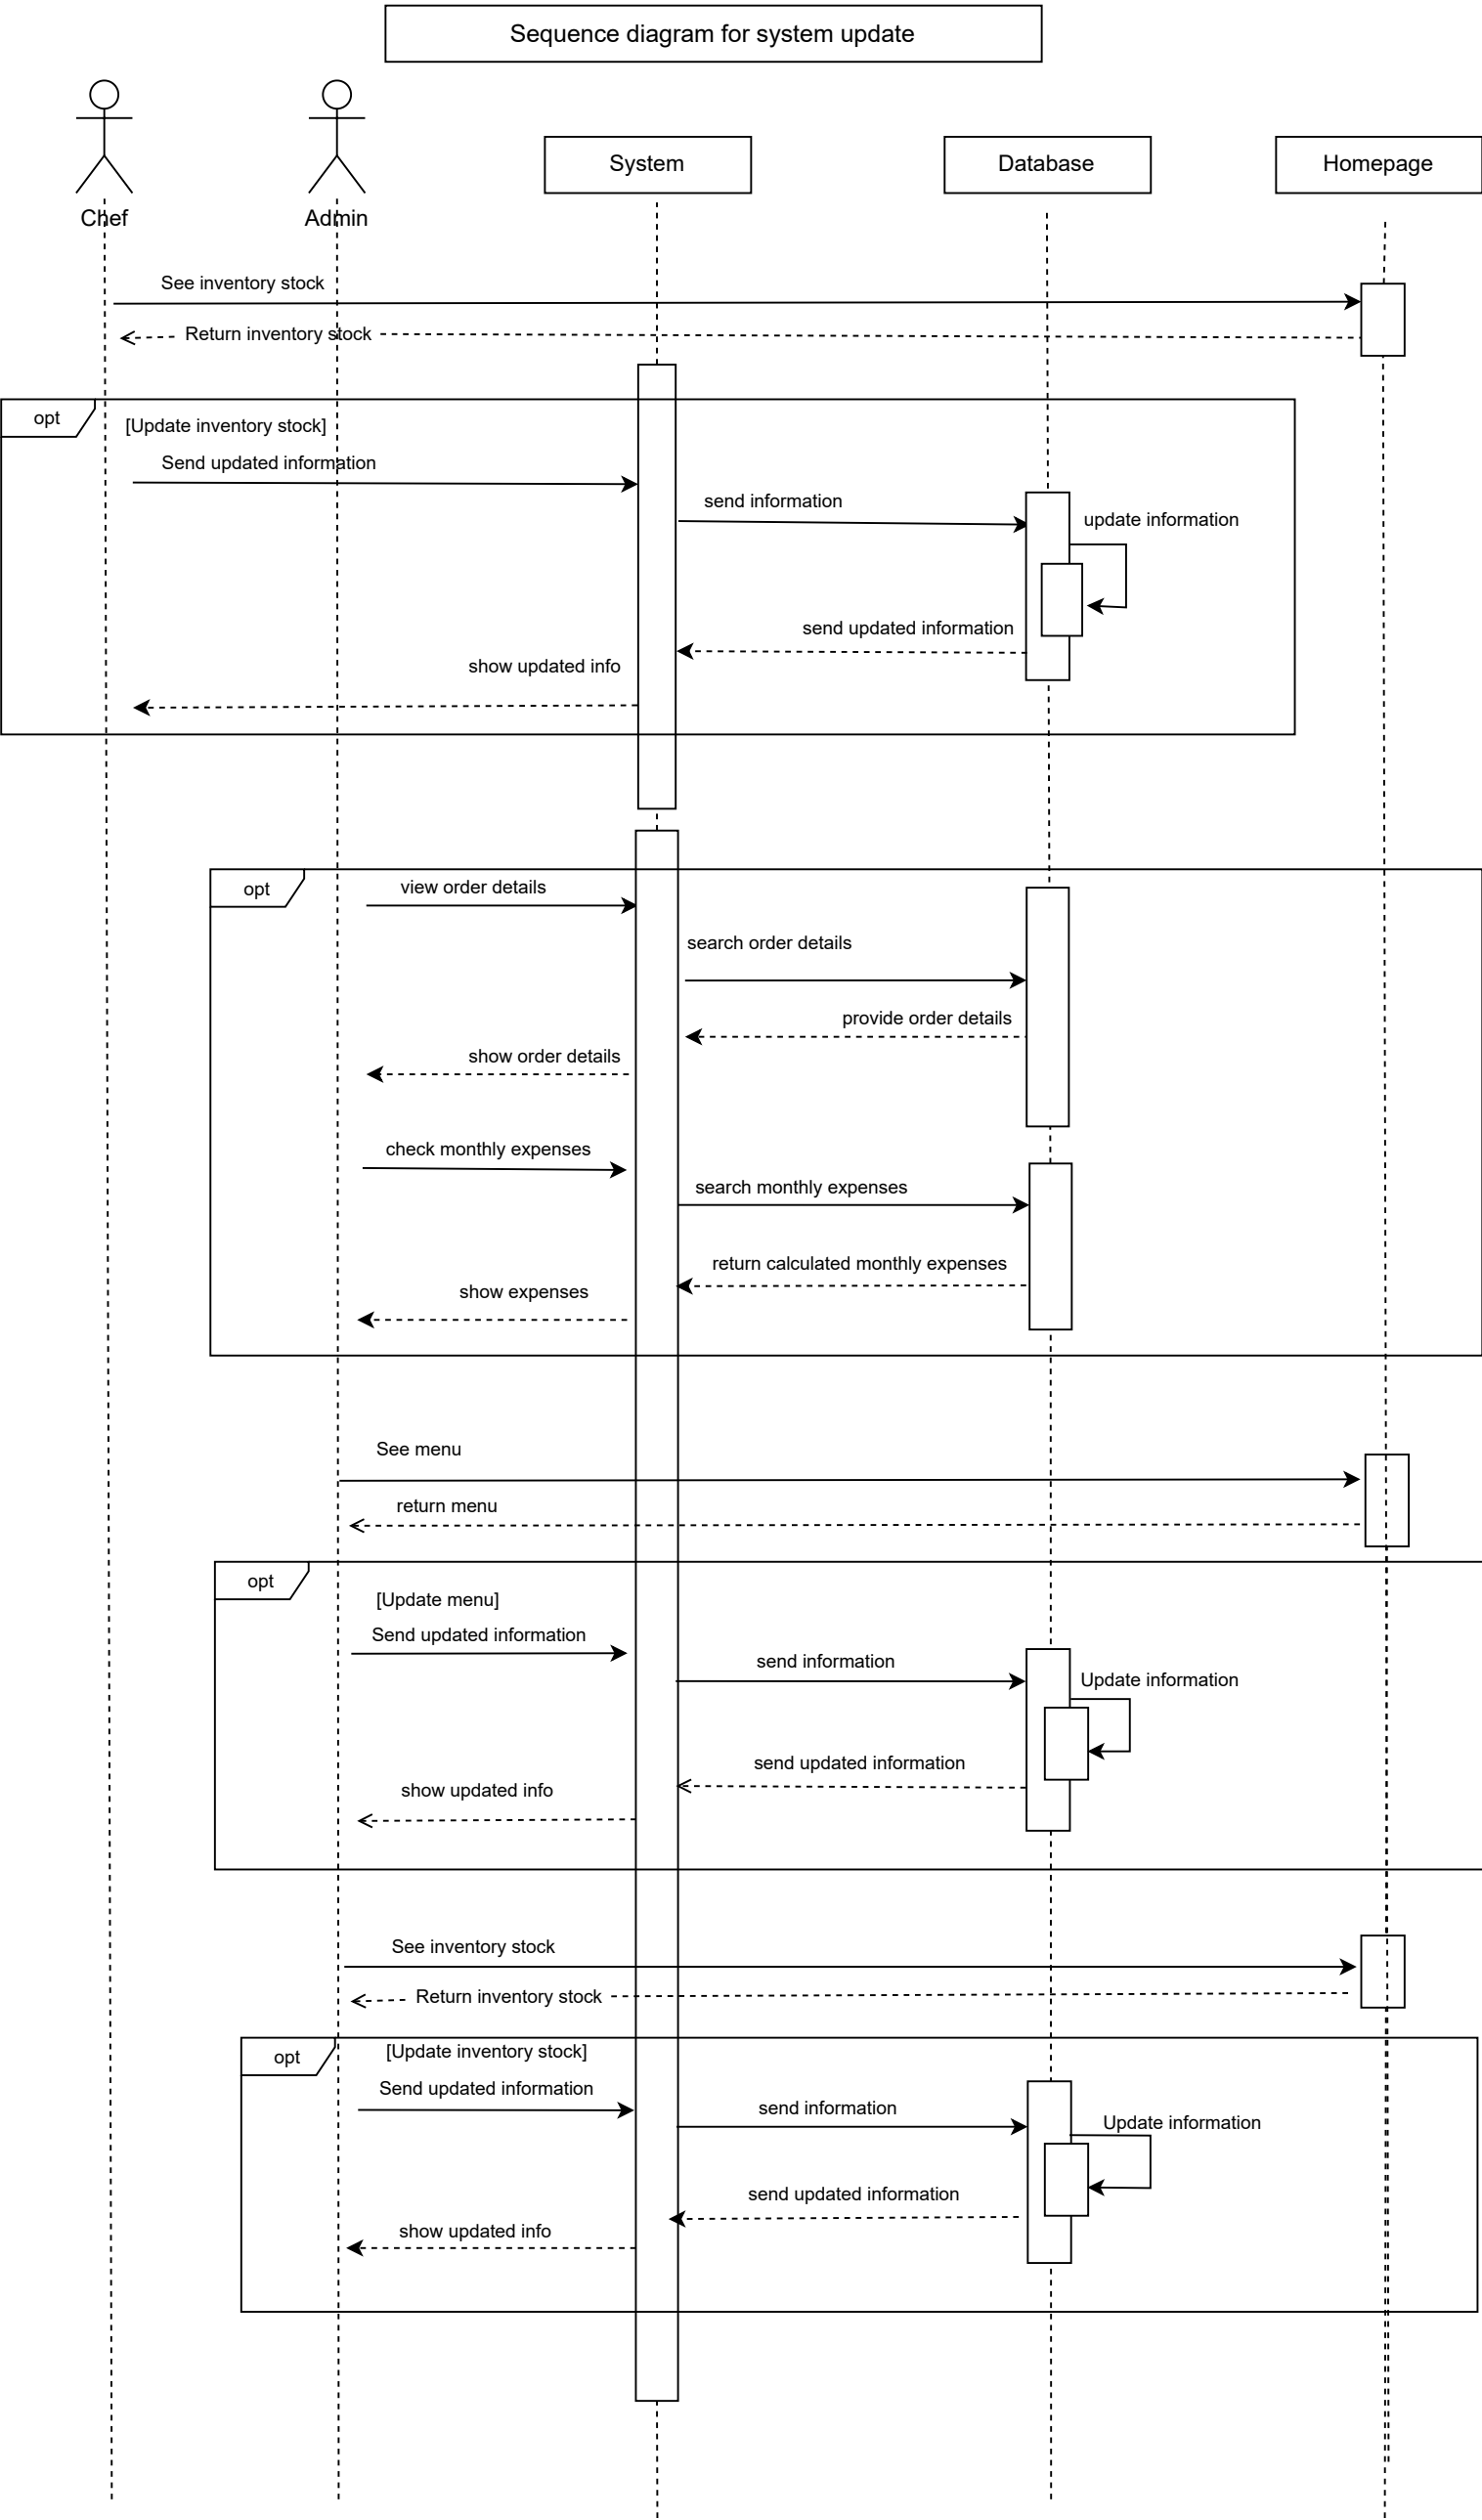 Sequence diagram for system update
System
Database
Homepage
Chef
Admin
See inventory stock
Return inventory stock
opt
[Update inventory stock]
Send updated information
send information
update information
send updated information
show updated info
opt
view order details
search order details
provide order details
show order details
check monthly expenses
search monthly expenses
return calculated monthly expenses
show expenses
See menu
return menu
opt
[Update menu]
Send updated information
send information
Update information
send updated information
show updated info
See inventory stock
Return inventory stock
opt
[Update inventory stock]
Send updated information
send information
Update information
send updated information
show updated info